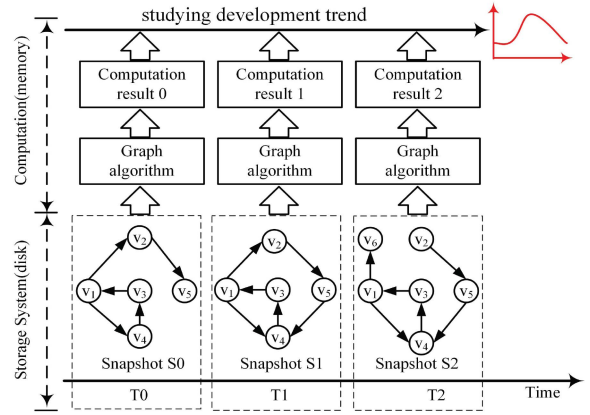 studying development trend
Computation(memory)
Computation
result 0
Computation
result 1
Computation
result 2
Graph
algorithm
Graph
algorithm
Graph
algorithm
Storage System(disk)
v2
v1
v3
v5
v4
Snapshot S0
v2
v1
v3
v5
v4
Snapshot S1
v6
v2
v1
v3
v5
v4
Snapshot S2
T0
T1
T2
Time